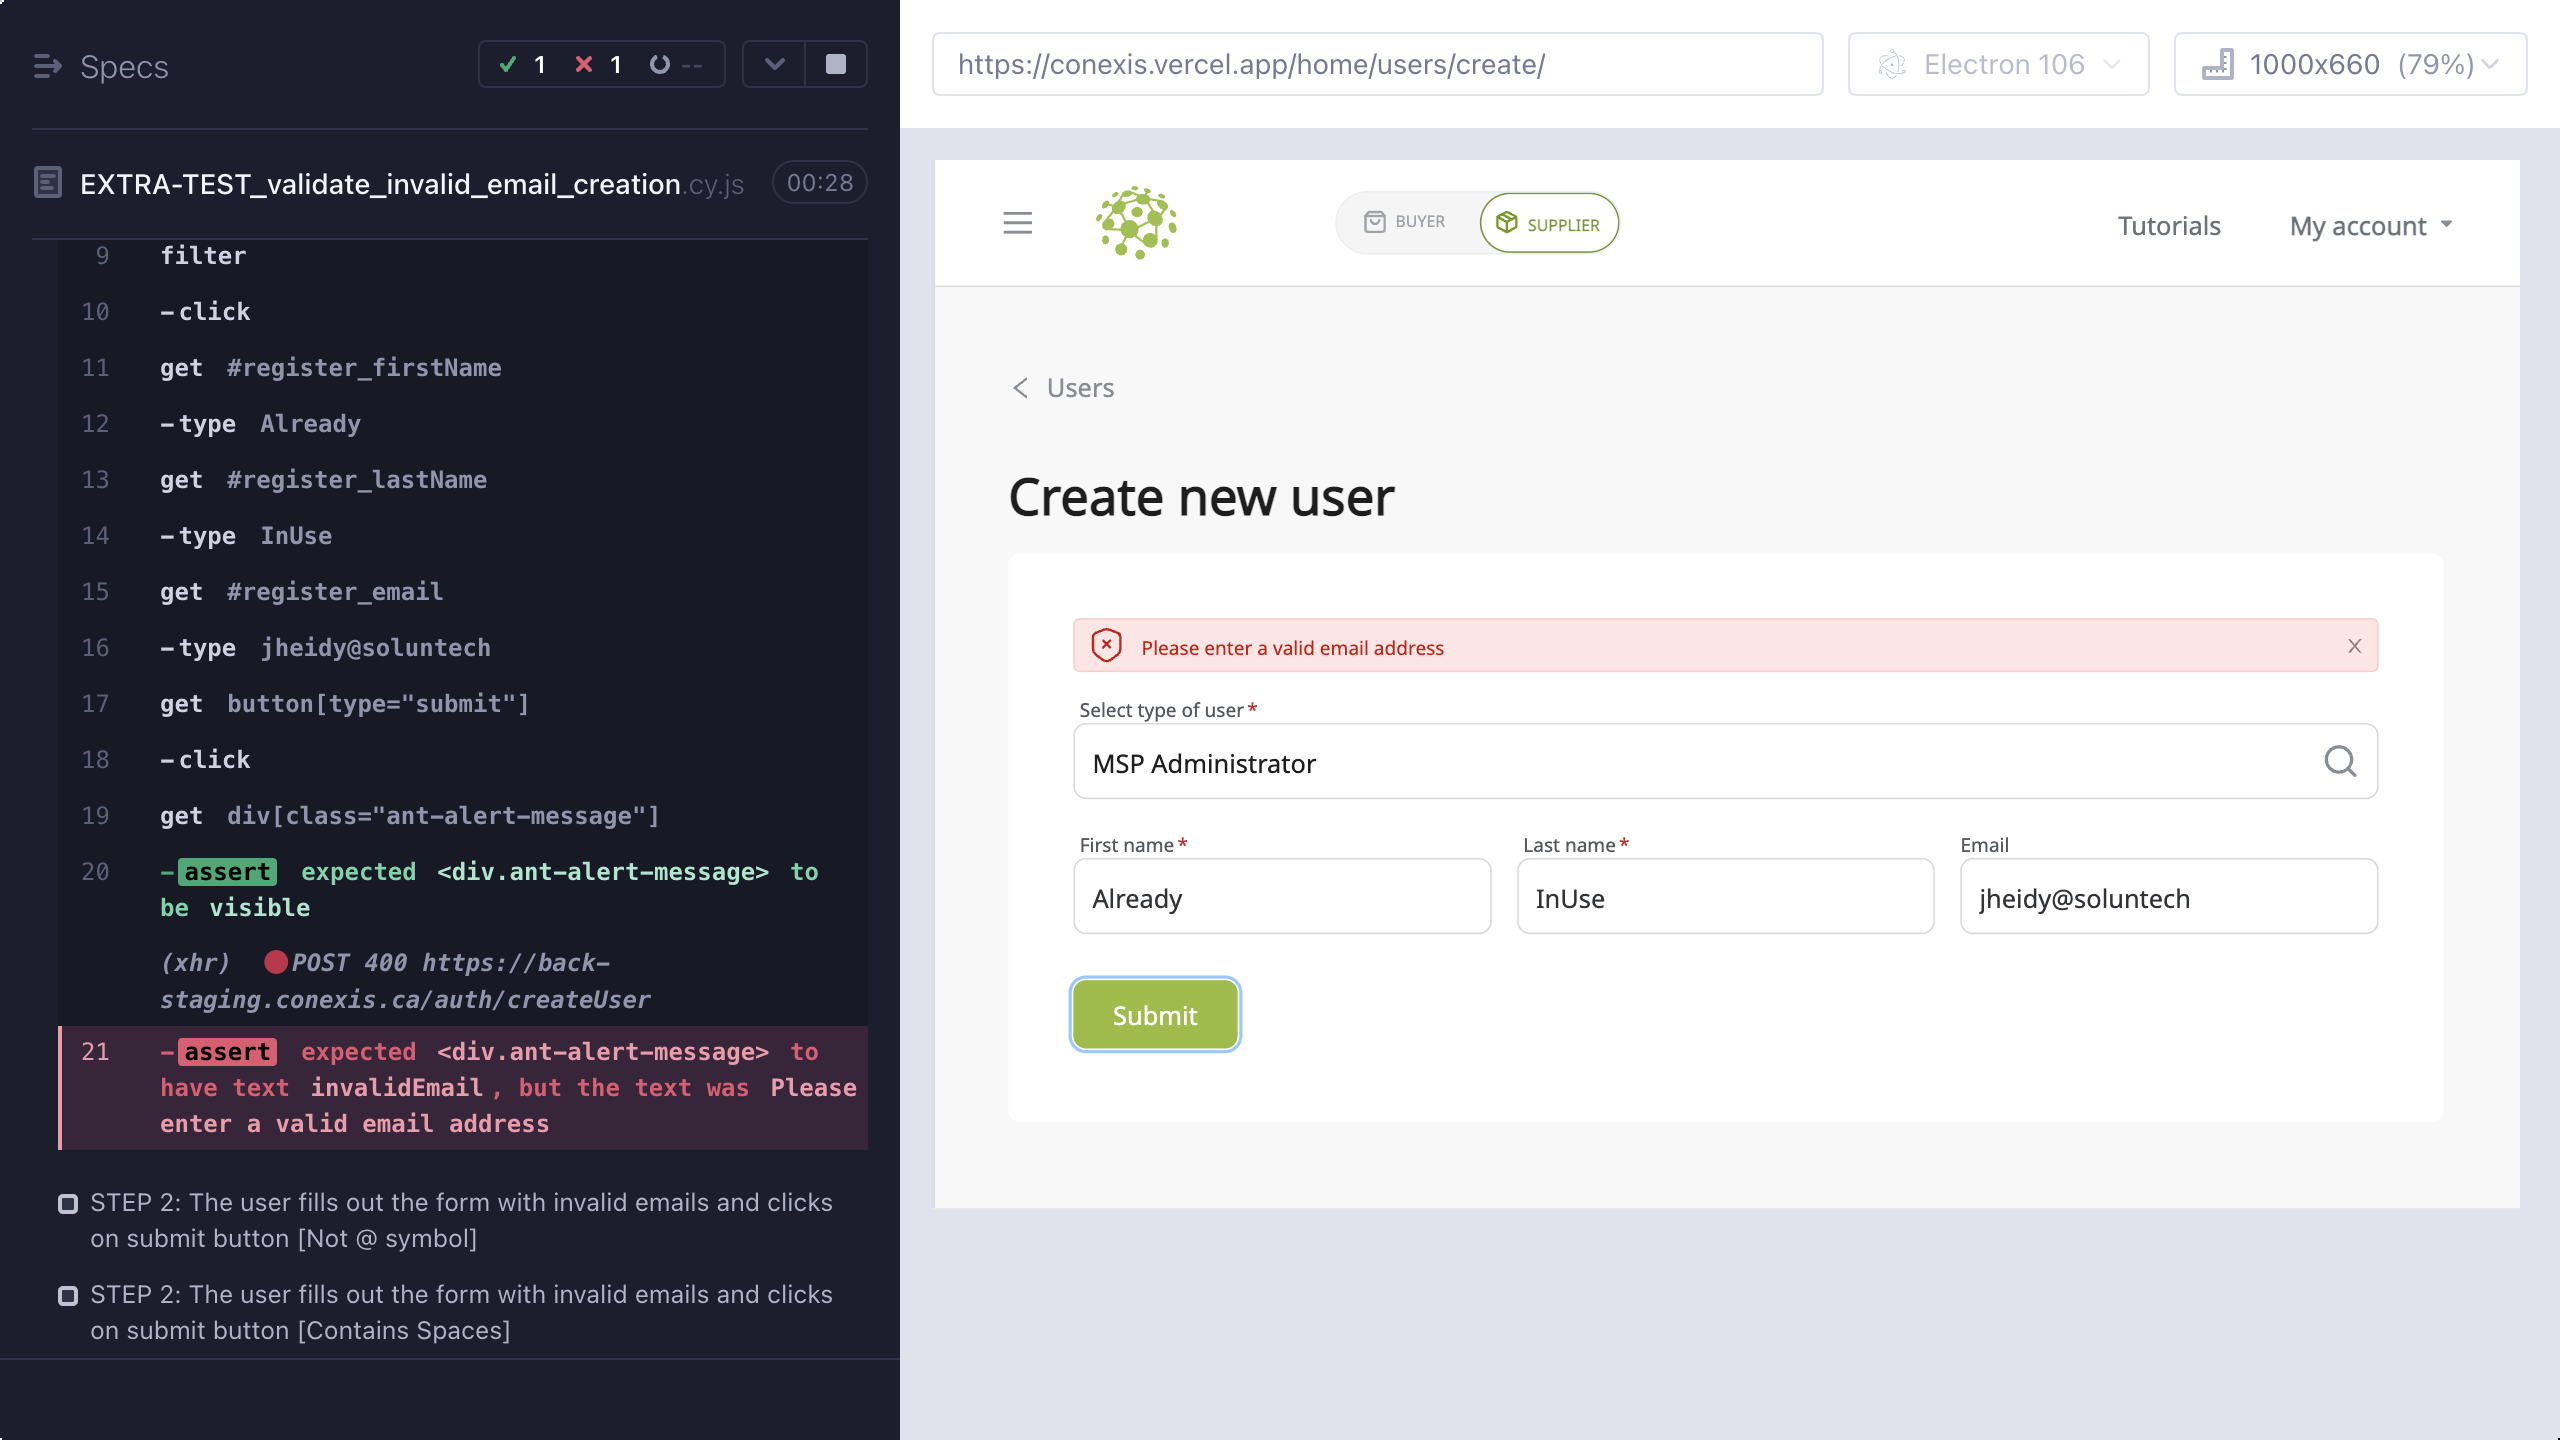 Specs
1 1 --
EXTRA-TEST_validate_invalid_email_creation.cy.js 00:28
9 filter
10 -click
11 get #register_firstName
12 -type Already
13 get #register_lastName
14 -type InUse
15 get #register_email
16 -type jheidy@soluntech
17 get button[type="submit"]
18 -click
19 get div[class="ant-alert-message"]
20 -assert expected <div.ant-alert-message> to
be visible
(xhr) POST 400 https://back-
staging.conexis.ca/auth/createUser
21 -assert expected <div.ant-alert-message> to
have text invalidEmail, but the text was Please
enter a valid email address
STEP 2: The user fills out the form with invalid emails and clicks
on submit button [Not @ symbol]
STEP 2: The user fills out the form with invalid emails and clicks
on submit button [Contains Spaces]
https://conexis.vercel.app/home/users/create/
Electron 106
1000x660 (79%)
BUYER SUPPLIER
Tutorials My account
Users
Create new user
Please enter a valid email address
Select type of user*
MSP Administrator
First name* Last name* Email
Already InUse jheidy@soluntech
Submit